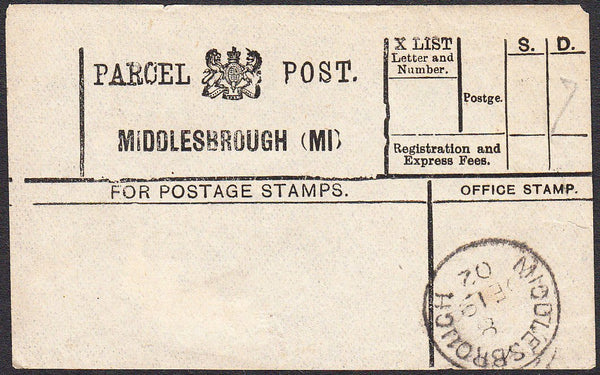 PARCEL POST.
MIDDLESBROUGH (MI)
X LIST
Letter and
Number.
Postge.
S. D.
Registration and
Express Fees.
FOR POSTAGE STAMPS.
OFFICE STAMP.
MIDDLESBROUGH
02